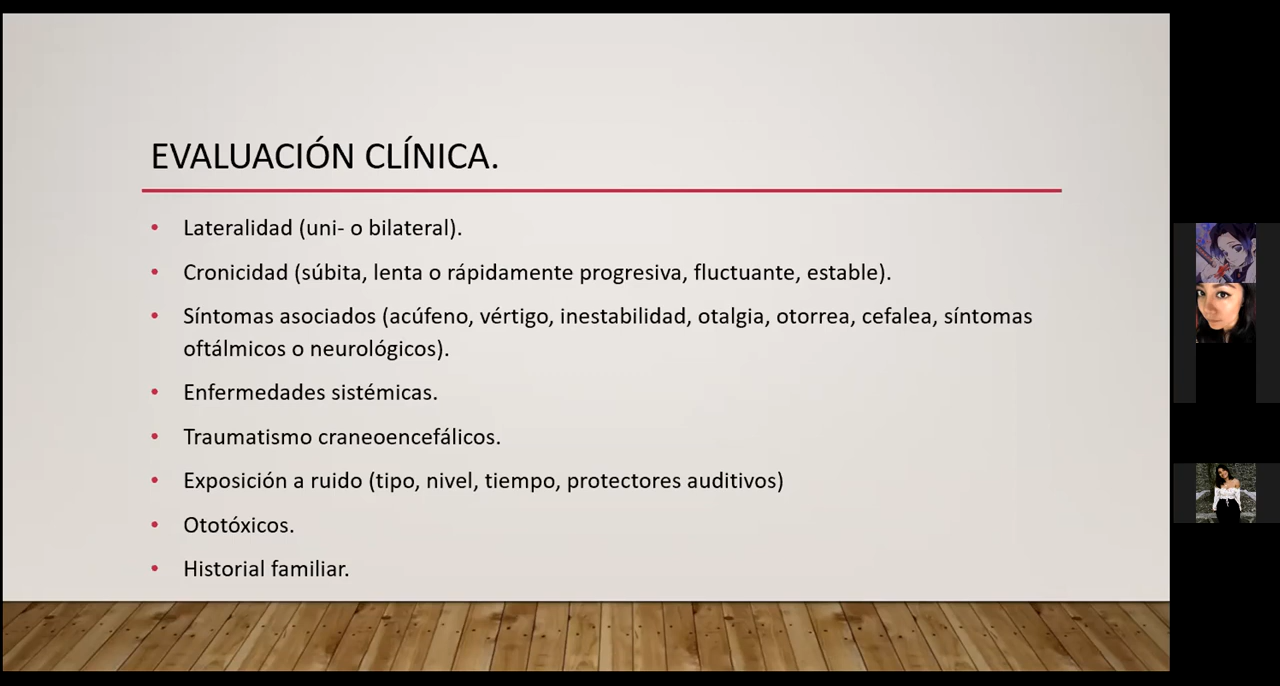 EVALUACIÓN CLÍNICA.
• Lateralidad (uni- o bilateral).
• Cronicidad (súbita, lenta o rápidamente progresiva, fluctuante, estable).
• Síntomas asociados (acúfeno, vértigo, inestabilidad, otalgia, otorrea, cefalea, síntomas
oftálmicos o neurológicos).
• Enfermedades sistémicas.
• Traumatismo craneoencefálicos.
• Exposición a ruido (tipo, nivel, tiempo, protectores auditivos)
• Ototóxicos.
• Historial familiar.